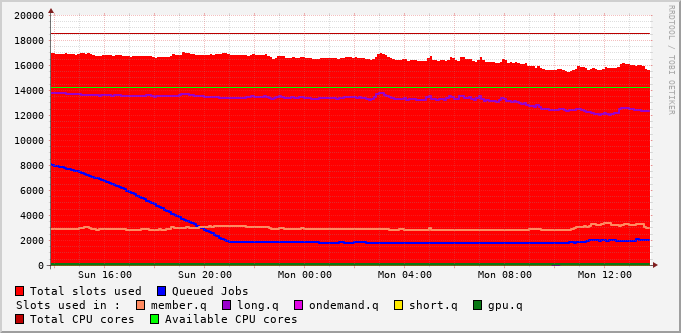 20000
18000
16000
14000
12000
10000
8000
6000
4000
2000
0
Sun 16:00 Sun 20:00 Mon 00:00 Mon 04:00 Mon 08:00 Mon 12:00
Total slots used Queued Jobs
Slots used in : member.q long.q ondemand.q short.q gpu.q
Total CPU cores Available CPU cores
RRDTOOL / TOBI OETIKER